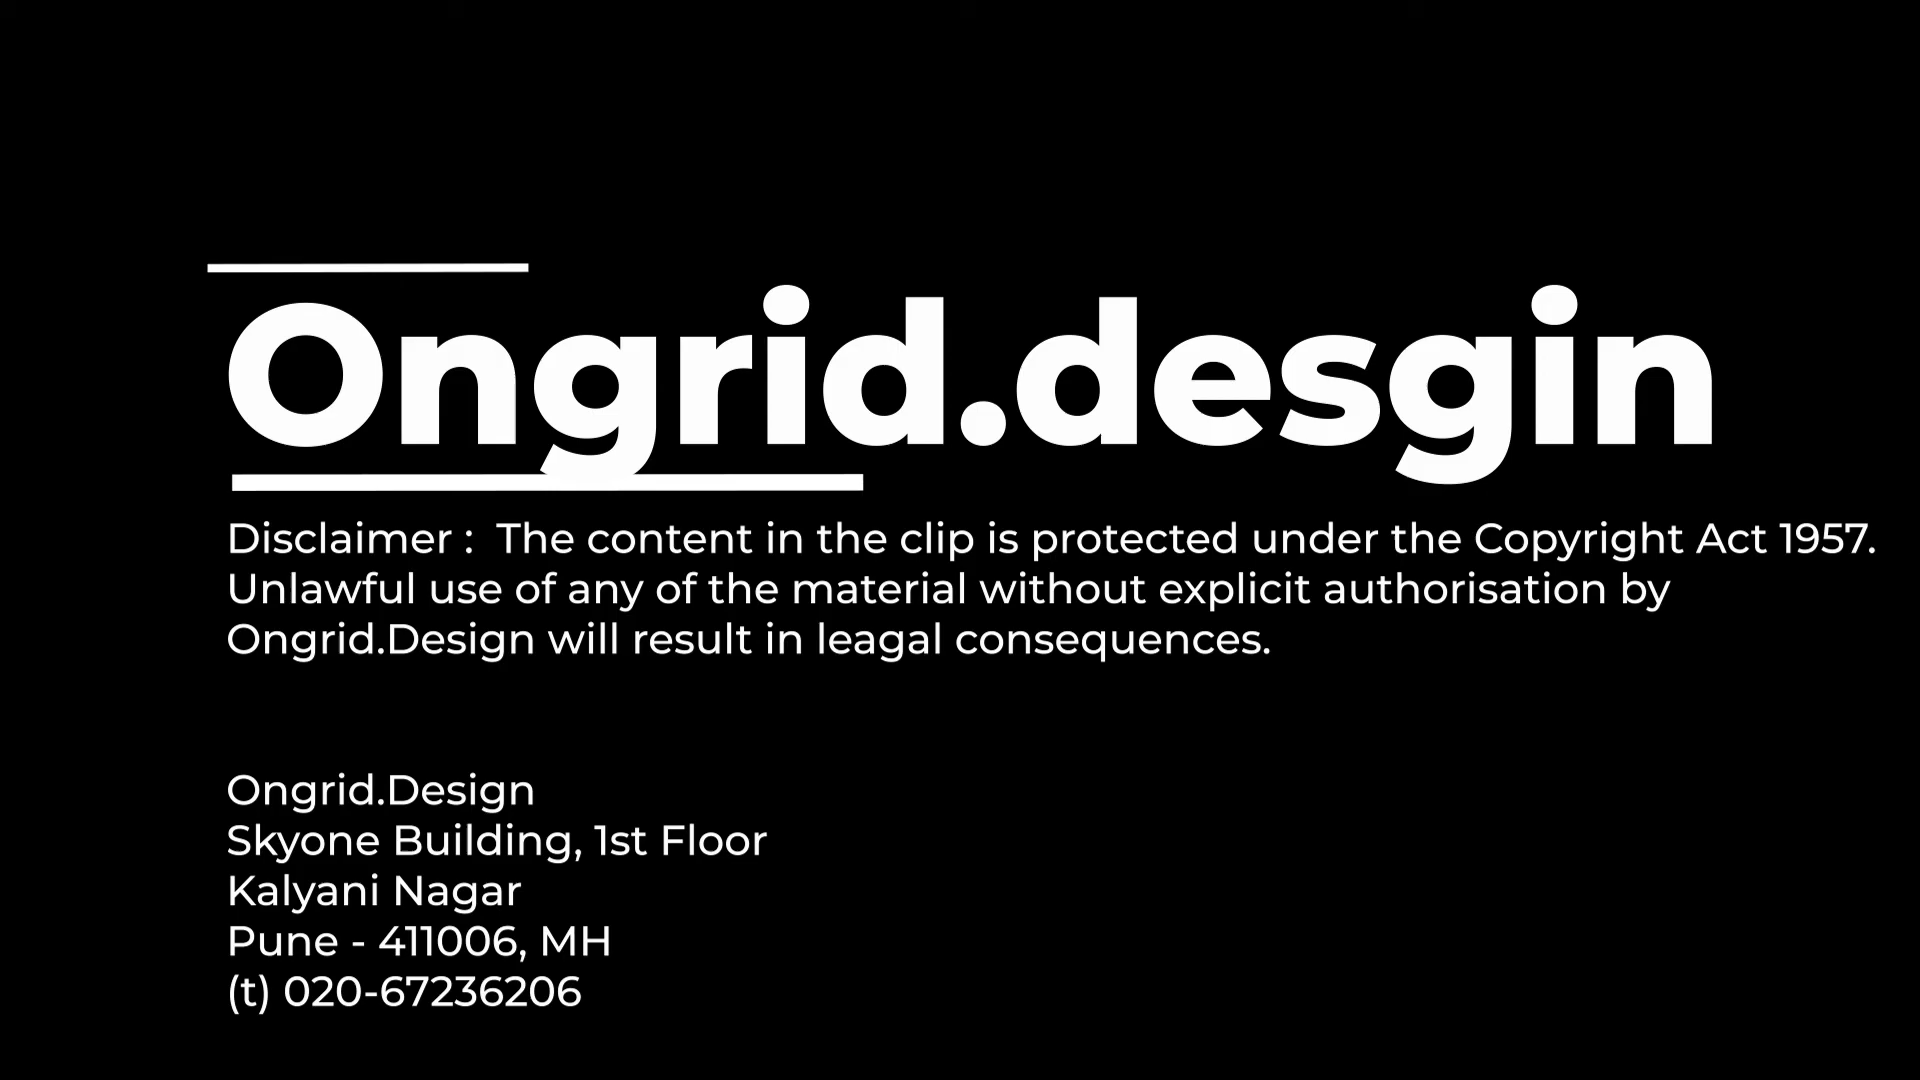 Ongrid.desgin
Disclaimer :  The content in the clip is protected under the Copyright Act 1957.
Unlawful use of any of the material without explicit authorisation by
Ongrid.Design will result in leagal consequences.
Ongrid.Design
Skyone Building, 1st Floor
Kalyani Nagar
Pune - 411006, MH
(t) 020-67236206